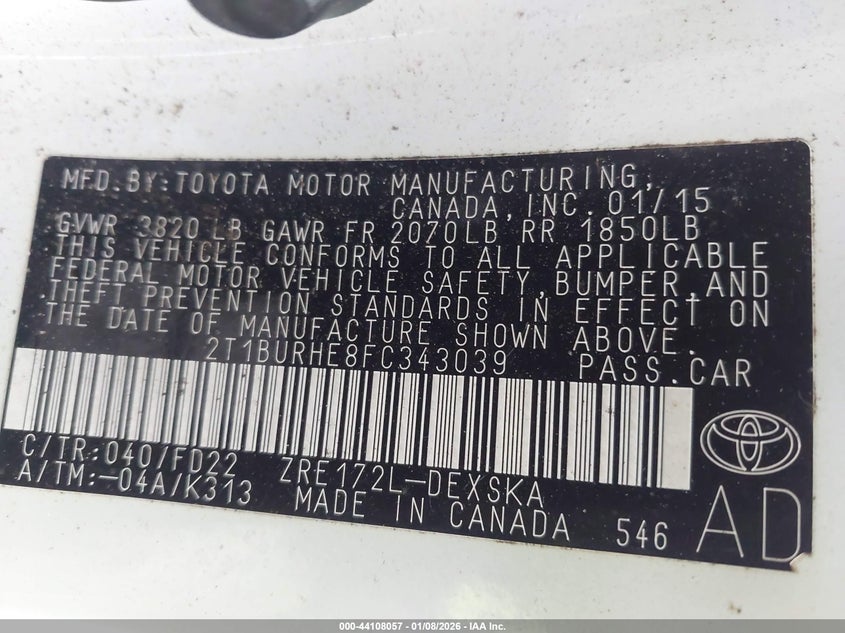 MFD.BY:TOYOTA MOTOR MANUFACTURING,
CANADA,INC.01/15
GVWR 3820 LB GAWR FR 2070LB RR 1850LB
THIS VEHICLE CONFORMS TO ALL APPLICABLE
FEDERAL MOTOR VEHICLE SAFETY,BUMPER,AND
THEFT PREVENTION STANDARDS IN EFFECT ON
THE DATE OF MANUFACTURE SHOWN ABOVE.
2T1BURHE8FC343039 PASS.CAR
C/TR:040/FD22 ZRE172L-DEXSKA
A/TM:-04A/K313 MADE IN CANADA 546 AD
000-44108057 - 01/08/2026 - IAA Inc.